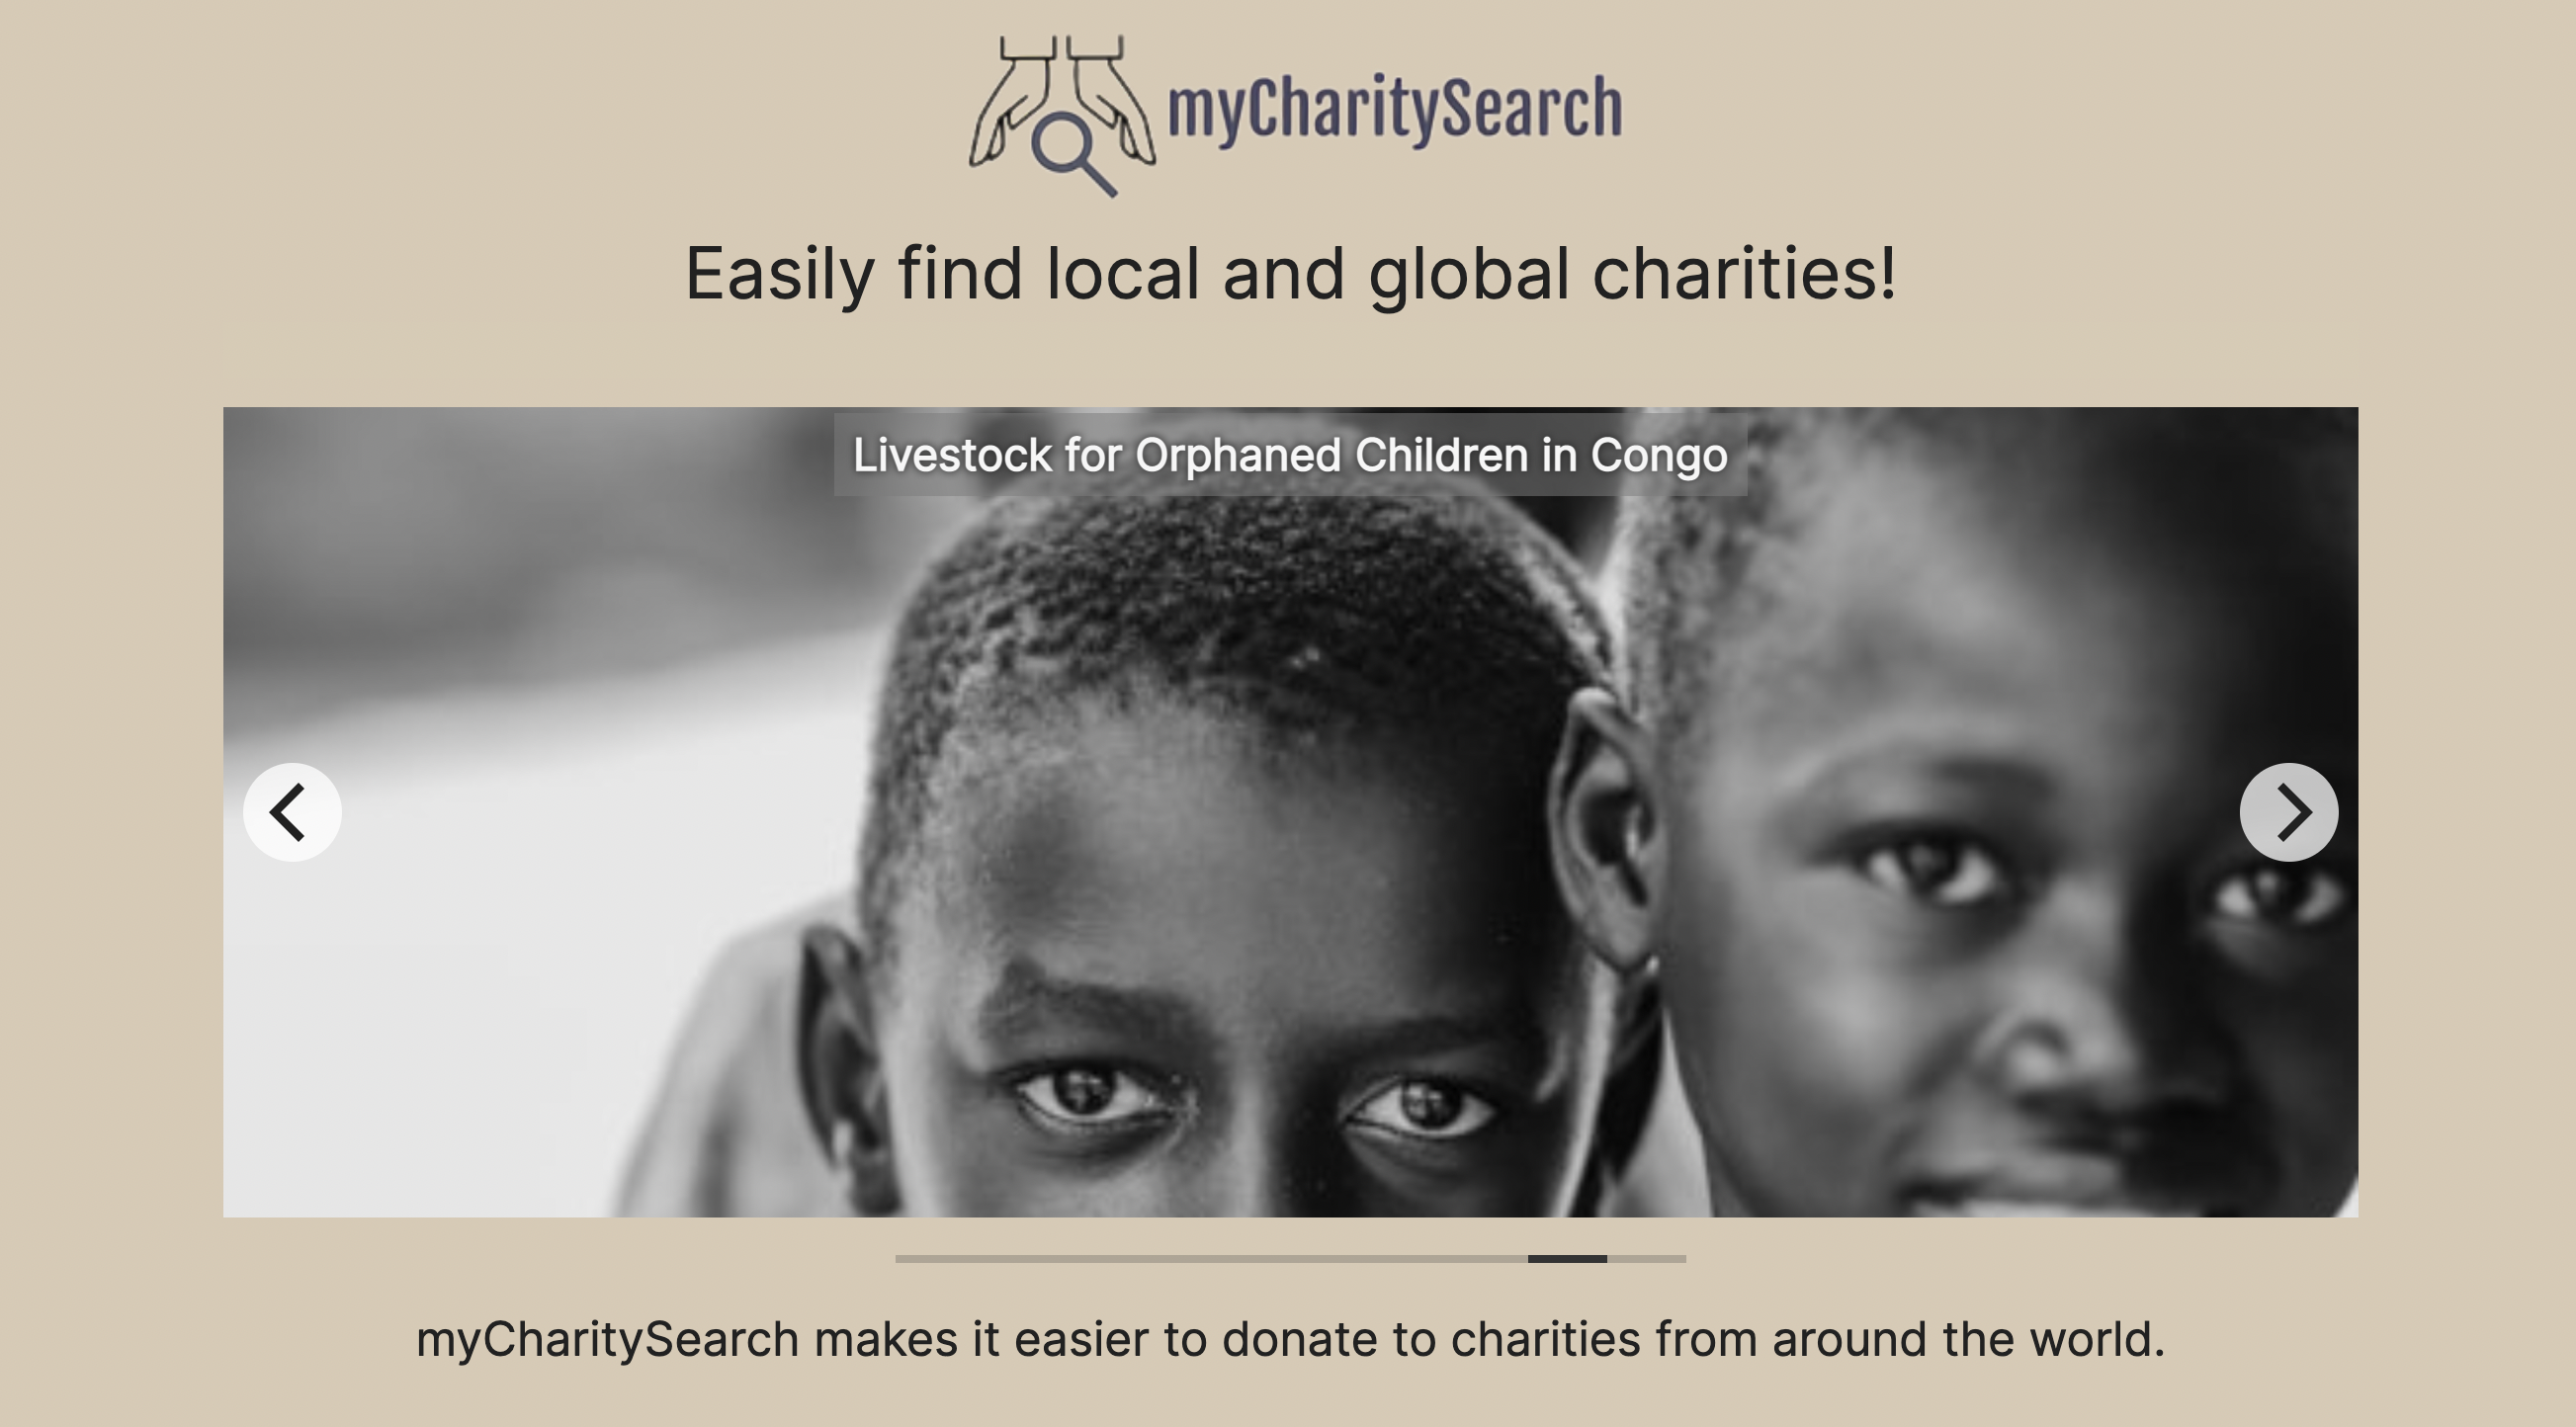 myCharitySearch
Easily find local and global charities!
Livestock for Orphaned Children in Congo
myCharitySearch makes it easier to donate to charities from around the world.